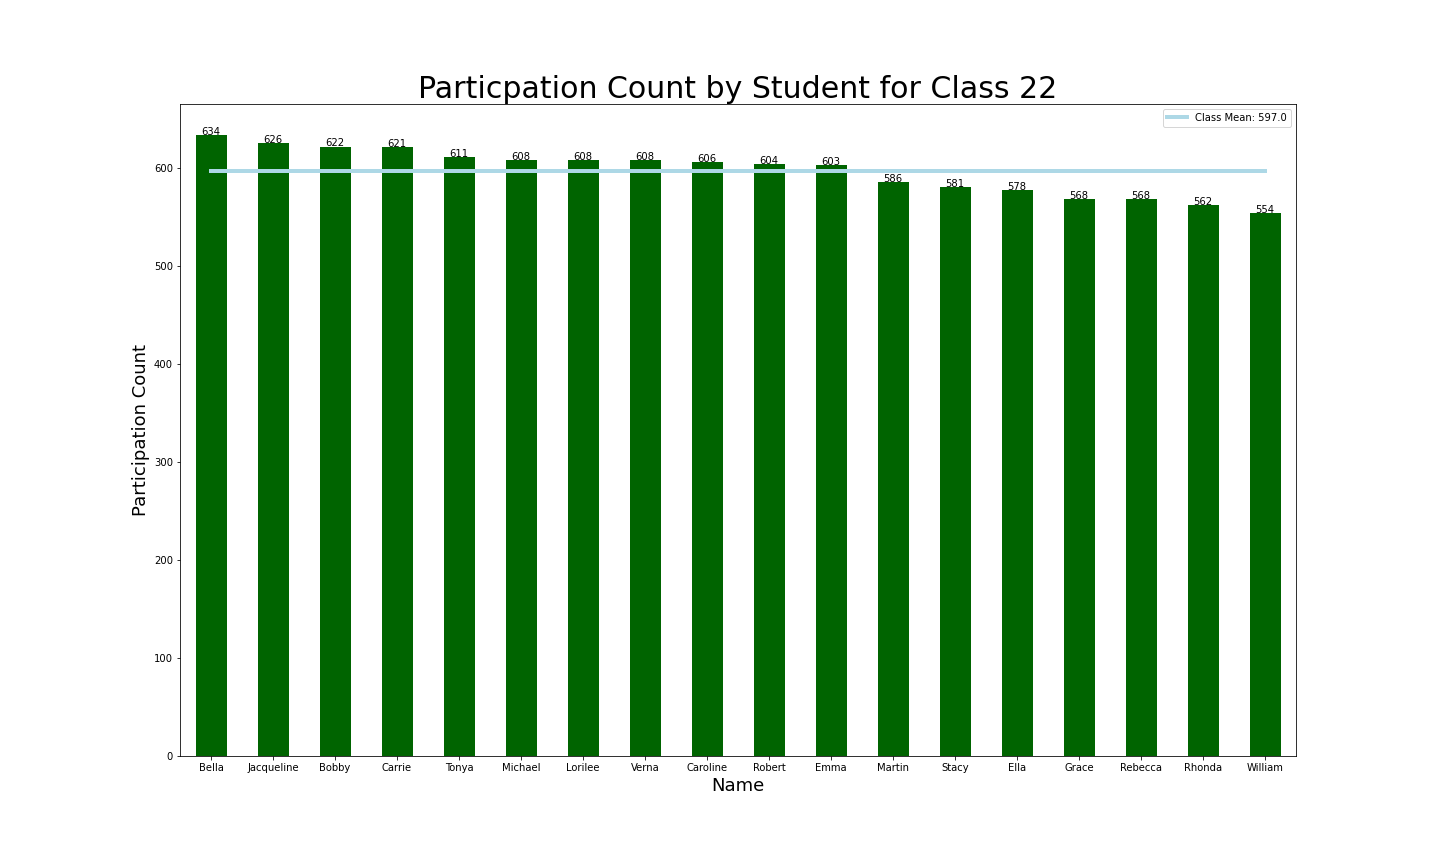 Particpation Count by Student for Class 22
Class Mean: 597.0
634 626 622 621 611 608 608 608 606 604 603 586 581 578 568 568 562 554
Participation Count
600
500
400
300
200
100
0
Bella Jacqueline Bobby Carrie Tonya Michael Lorilee Verna Caroline Robert Emma Martin Stacy Ella Grace Rebecca Rhonda William
Name